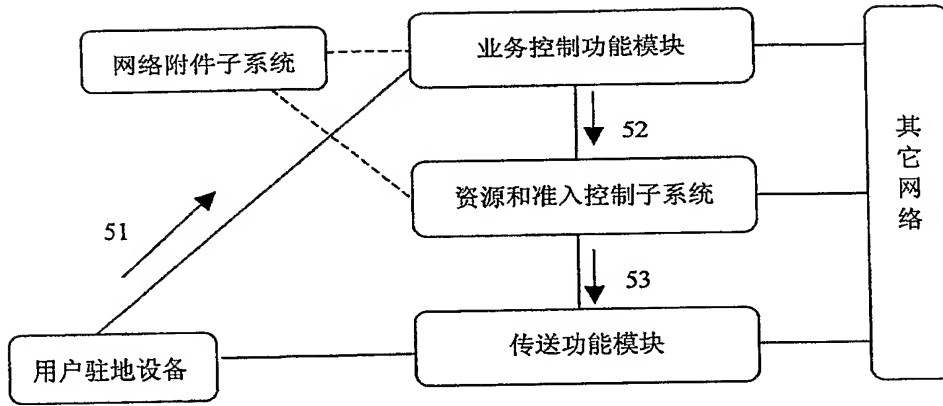 业务控制功能模块
网络附件子系统
52
其它网络
资源和准入控制子系统
51
53
传送功能模块
用户驻地设备